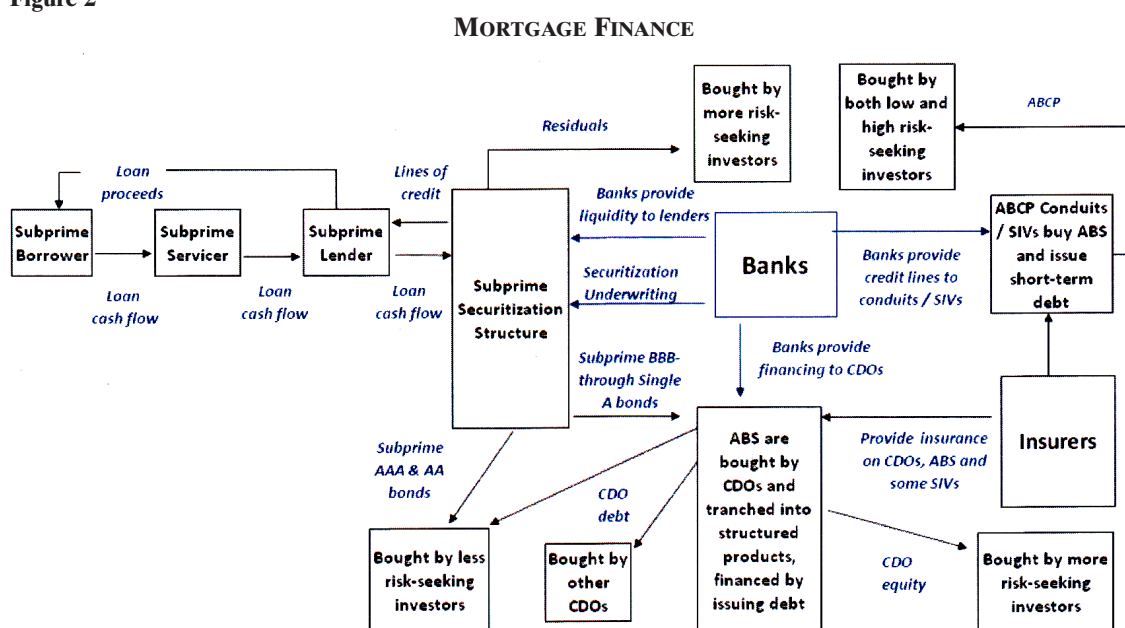 Figure 2
MORTGAGE FINANCE
Bought by
more risk-
seeking
investors
Bought by
both low and
high risk-
seeking
investors
ABCP
Residuals
Loan
proceeds
Lines of
credit
Banks provide
liquidity to lenders
Subprime
Borrower
Subprime
Servicer
Subprime
Lender
Loan
cash flow
Loan
cash flow
Loan
cash flow
Subprime
Securitization
Structure
Securitization
Underwriting
Banks
Banks provide
credit lines to
conduits / SIVs
ABCP Conduits
/ SIVs buy ABS
and issue
short-term
debt
Banks provide
financing to CDOs
Subprime BBB-
through Single
A bonds
Subprime
AAA & AA
bonds
CDO
debt
ABS are
bought by
CDOs and
tranched into
structured
products,
financed by
issuing debt
Provide insurance
on CDOs, ABS and
some SIVs
Insurers
CDO
equity
Bought by less
risk-seeking
investors
Bought by
other
CDOs
Bought by more
risk-seeking
investors